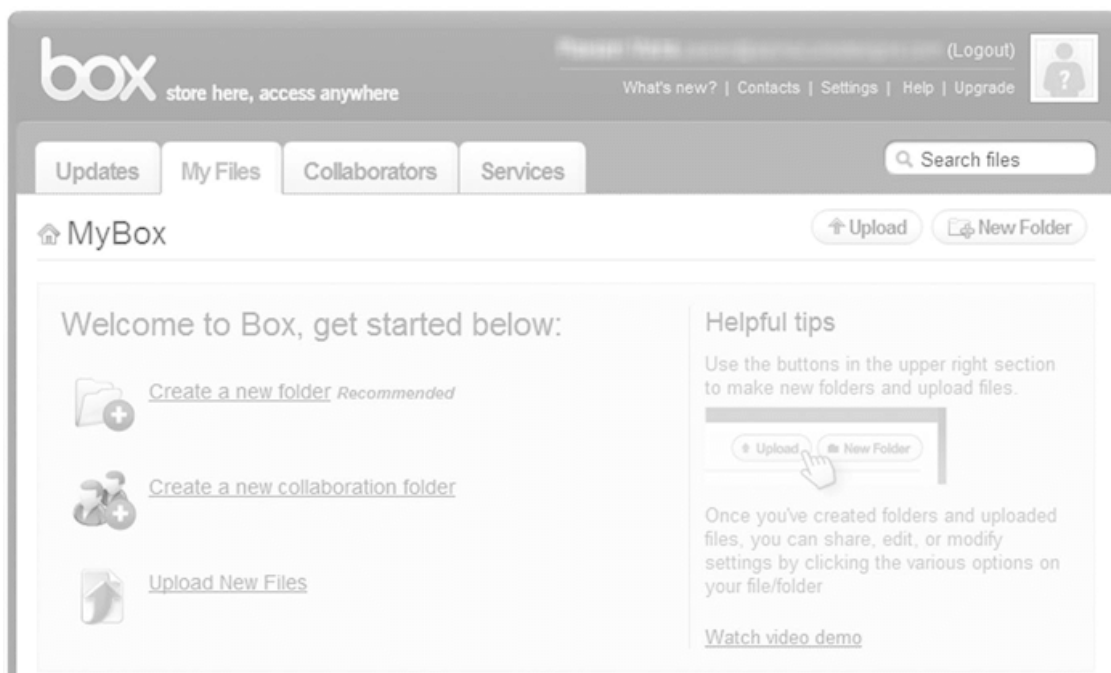 box
store here, access anywhere
(Logout)
What's new? | Contacts | Settings | Help | Upgrade
?
Updates
My Files
Collaborators
Services
Search files
MyBox
Upload
New Folder
Welcome to Box, get started below:
Create a new folder Recommended
Create a new collaboration folder
Upload New Files
Helpful tips
Use the buttons in the upper right section
to make new folders and upload files.
Upload
New Folder
Once you've created folders and uploaded
files, you can share, edit, or modify
settings by clicking the various options on
your file/folder
Watch video demo